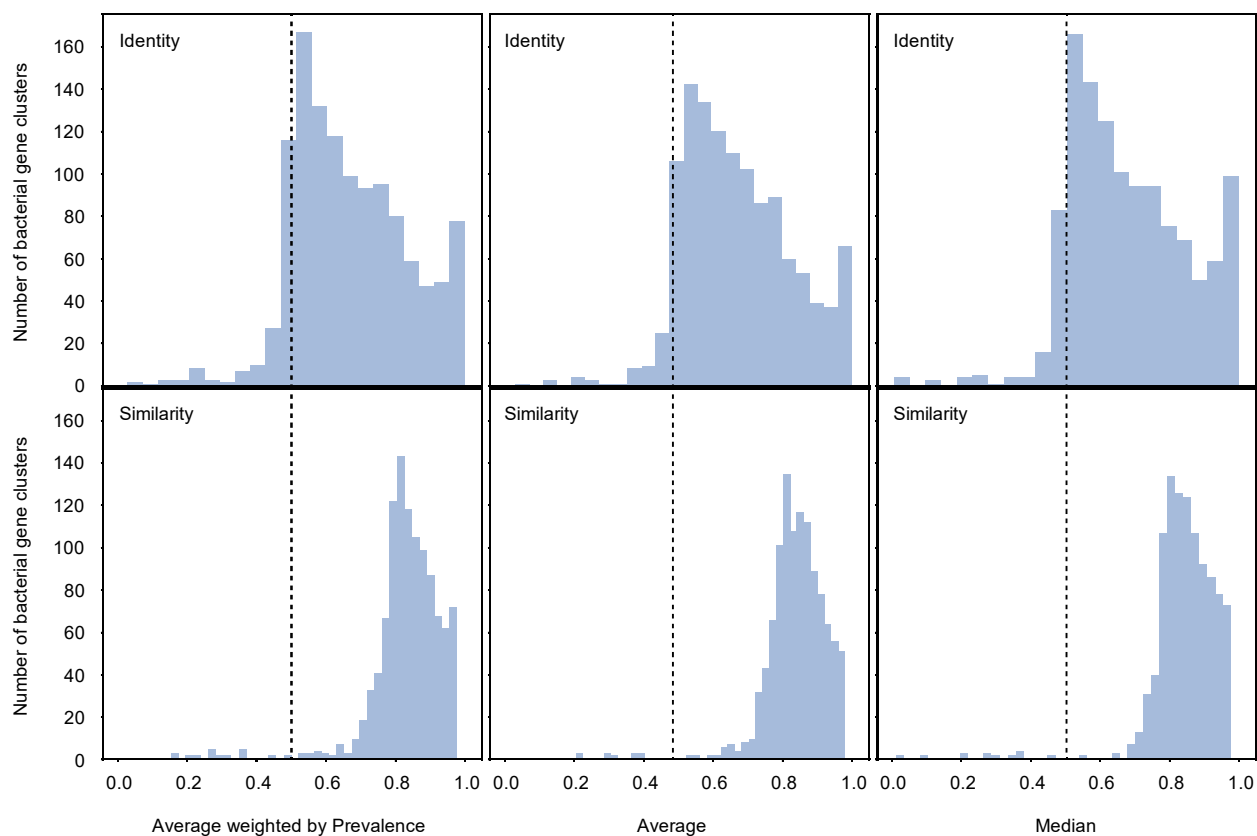 Identity
Identity
Identity
160
140
120
100
80
60
40
20
0
Number of bacterial gene clusters
Similarity
Similarity
Similarity
160
140
120
100
80
60
40
20
0
Number of bacterial gene clusters
0.0 0.2 0.4 0.6 0.8 1.0
0.0 0.2 0.4 0.6 0.8 1.0
0.0 0.2 0.4 0.6 0.8 1.0
Average weighted by Prevalence
Average
Median